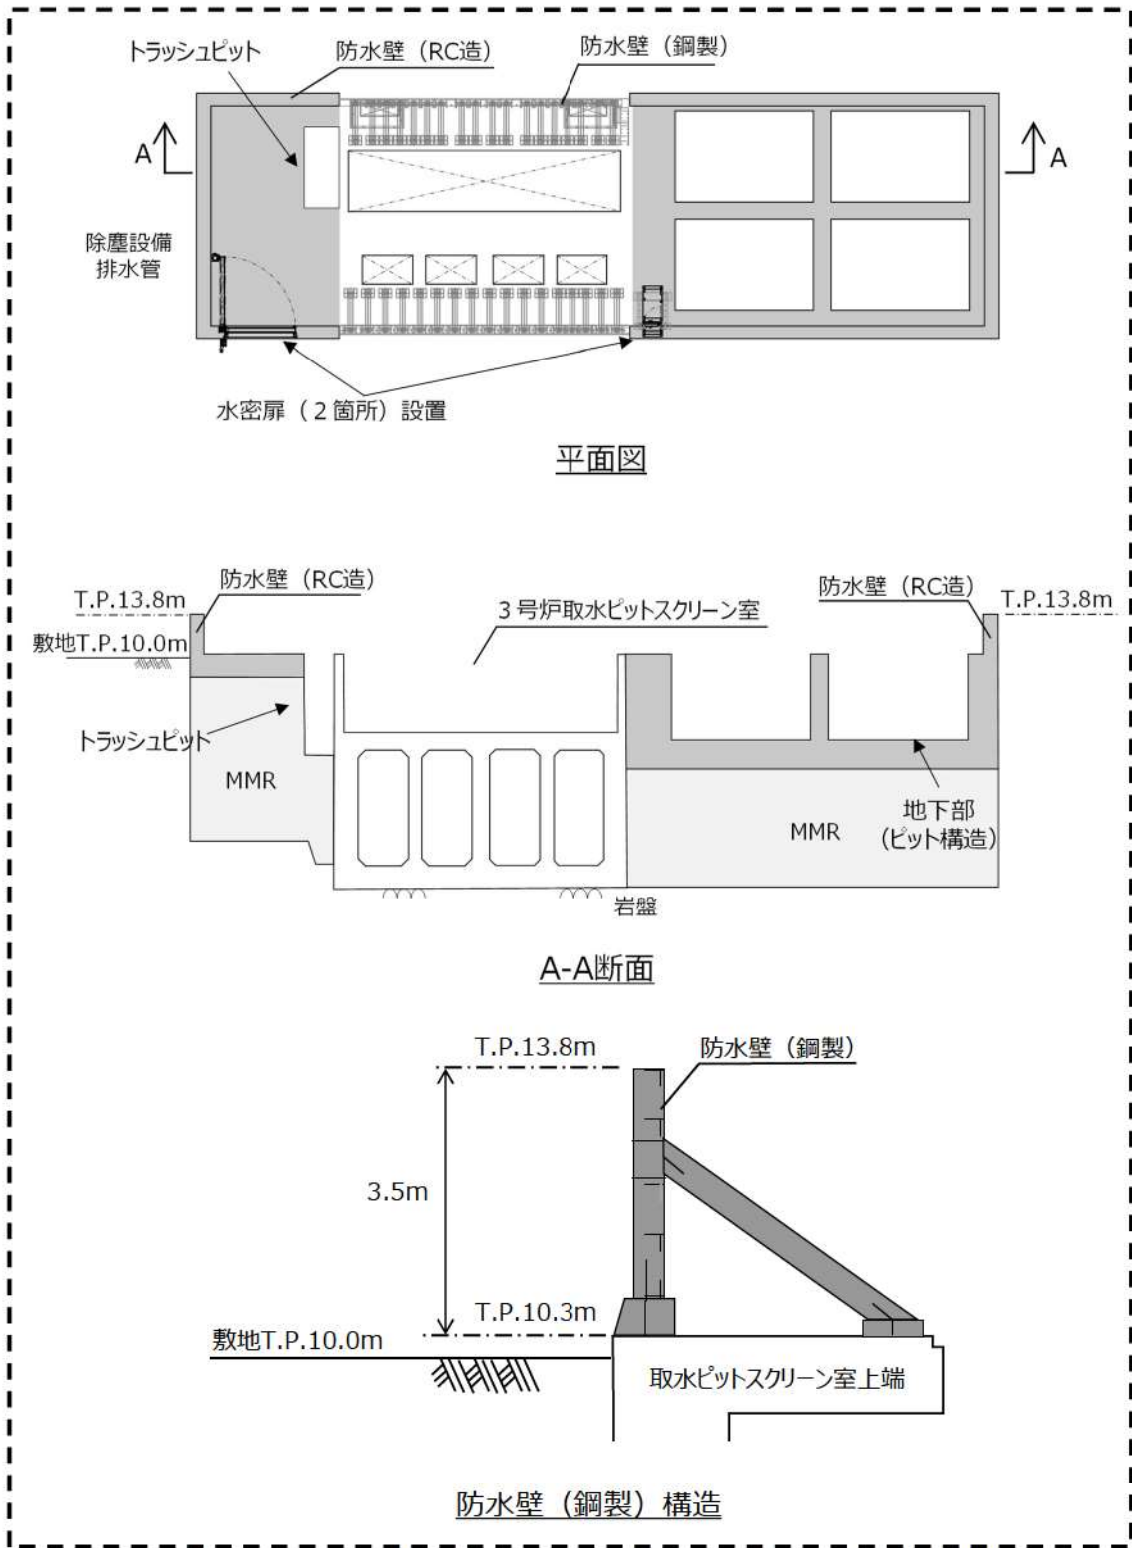 トラッシュピット
防水壁（RC造）
防水壁（鋼製）
A
A
除塵設備
排水管
水密扉（２箇所）設置
平面図
防水壁（RC造）
T.P.13.8m
３号炉取水ピットスクリーン室
防水壁（RC造）
T.P.13.8m
敷地T.P.10.0m
トラッシュピット
MMR
地下部
（ピット構造）
MMR
岩盤
A-A断面
T.P.13.8m
防水壁（鋼製）
3.5m
T.P.10.3m
敷地T.P.10.0m
取水ピットスクリーン室上端
防水壁（鋼製）構造